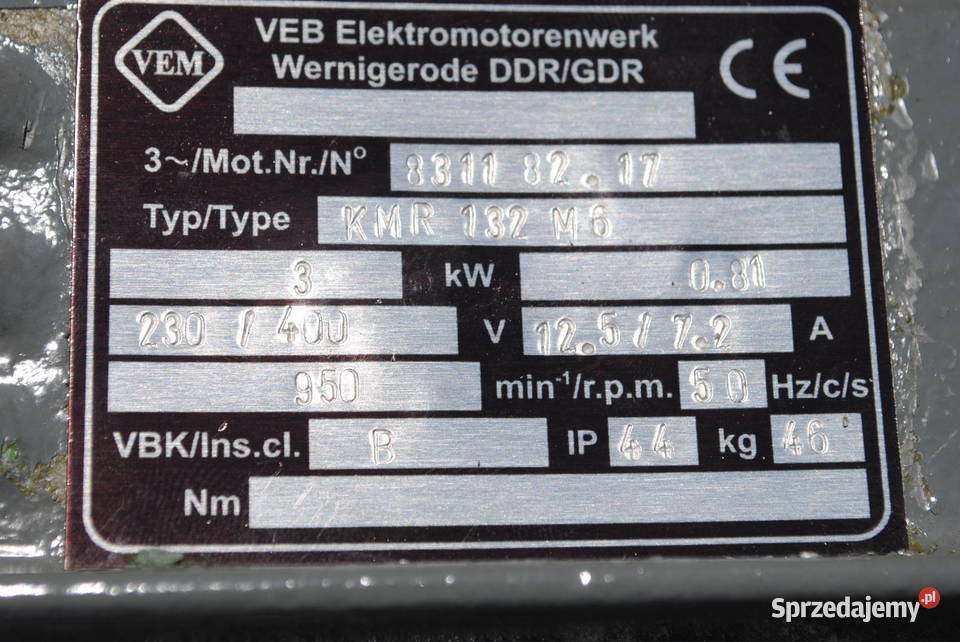 VEM
VEB Elektromotorenwerk
Wernigerode DDR/GDR
CE
3~/Mot.Nr./N° 8311 82.17
Typ/Type KMR 132 M6
3 kW 0.81
230 / 400 V 12.5 / 7.2 A
950 min⁻¹/r.p.m. 50 Hz/c/s
VBK/Ins.cl. B IP 44 kg 46
Nm
Sprzedajemy.pl